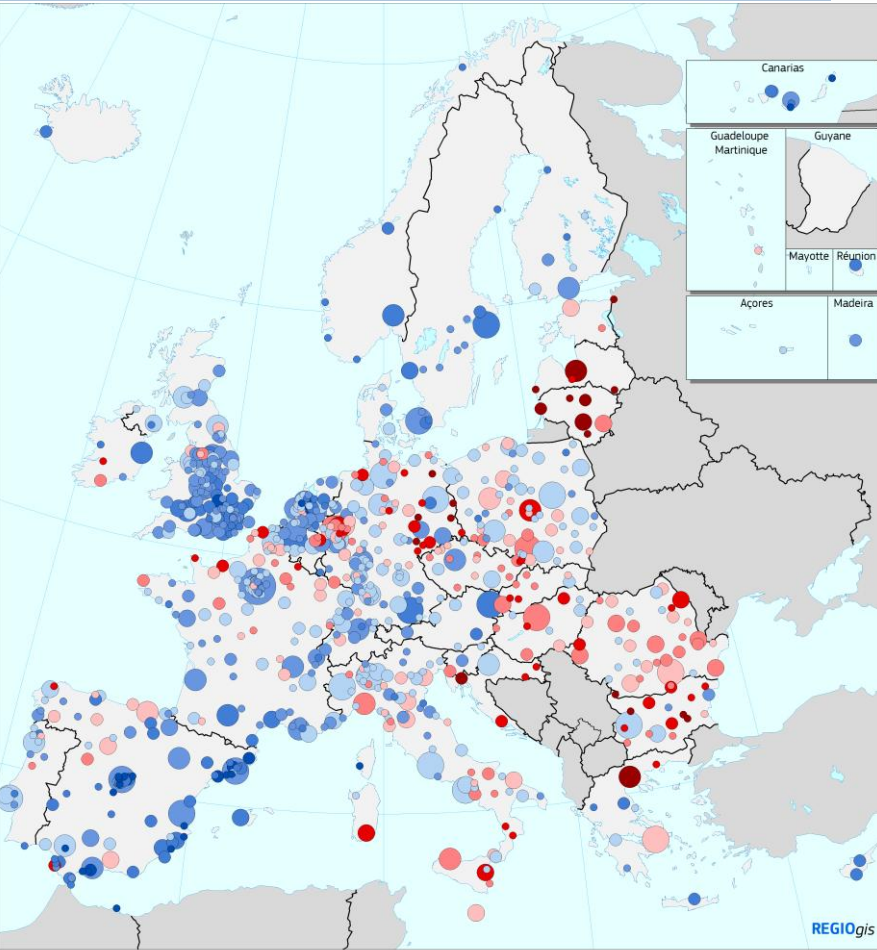 Canarias
Guadeloupe
Martinique
Guyane
Mayotte
Réunion
Açores
Madeira
REGIOgis